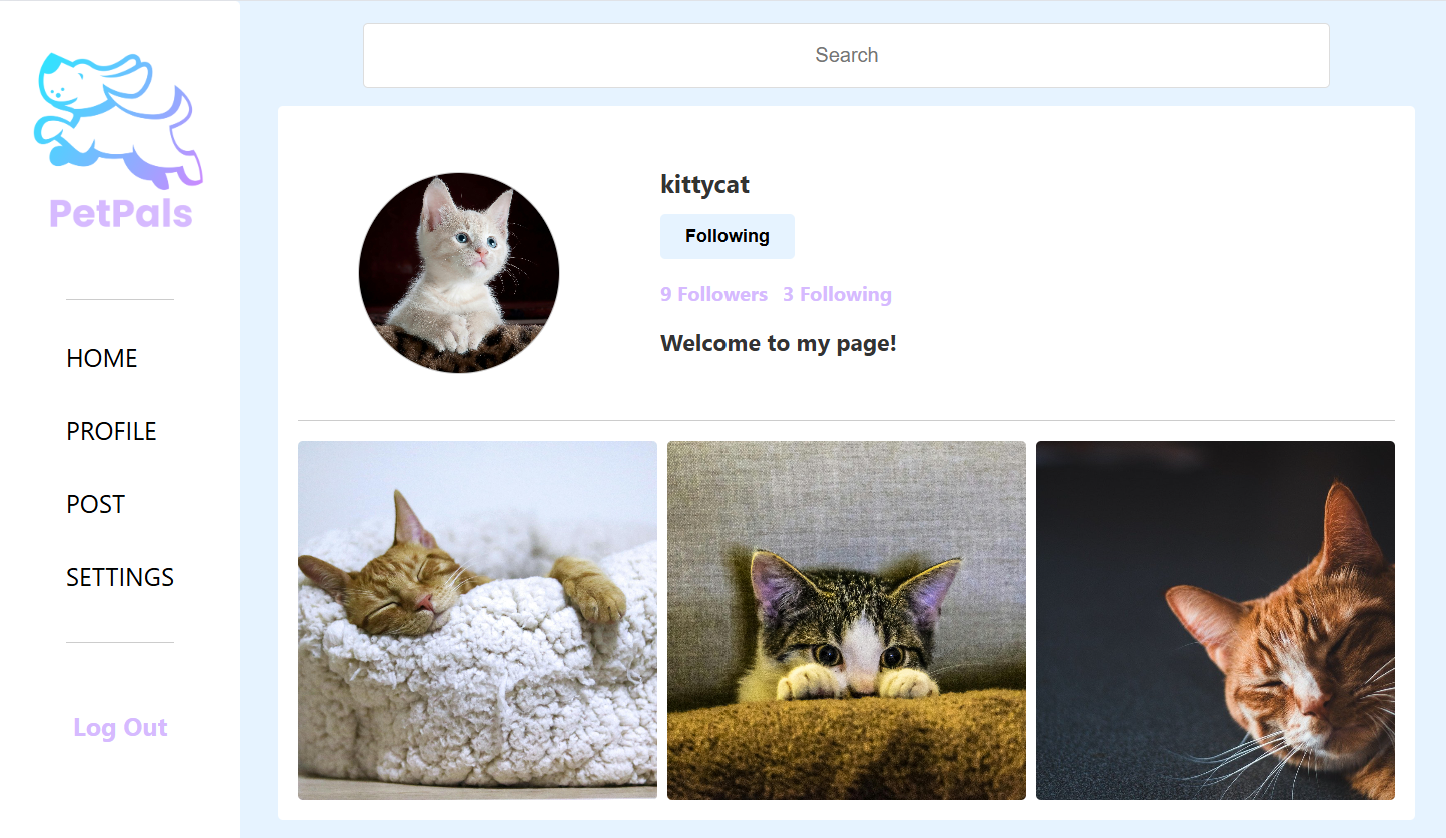 PetPals
HOME
PROFILE
POST
SETTINGS
Log Out
Search
kittycat
Following
9 Followers 3 Following
Welcome to my page!